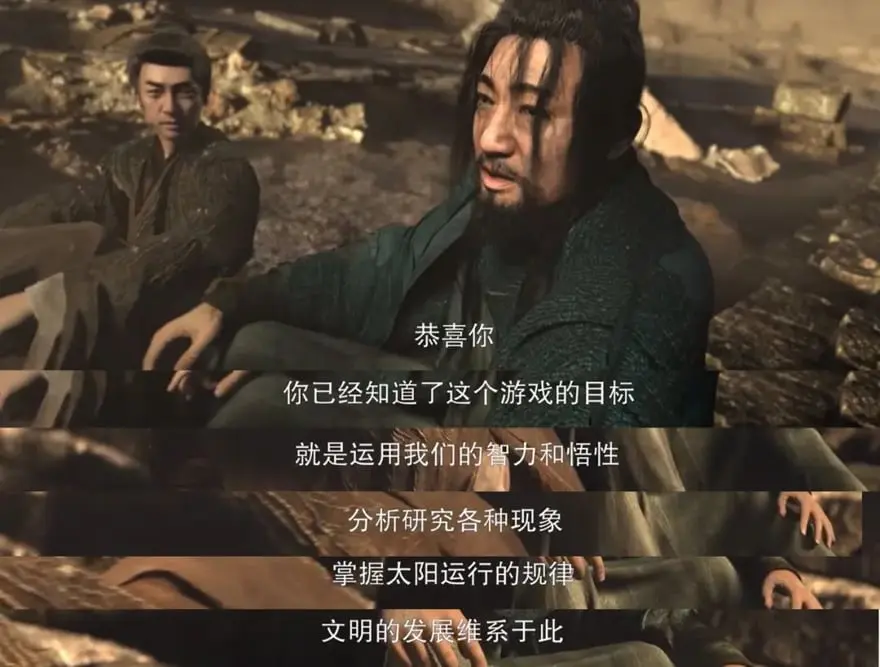 恭喜你
你已经知道了这个游戏的目标
就是运用我们的智力和悟性
分析研究各种现象
掌握太阳运行的规律
文明的发展维系于此